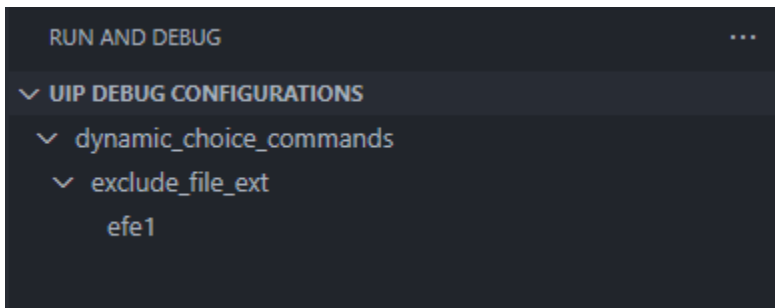 RUN AND DEBUG
UIP DEBUG CONFIGURATIONS
dynamic_choice_commands
exclude_file_ext
efe1